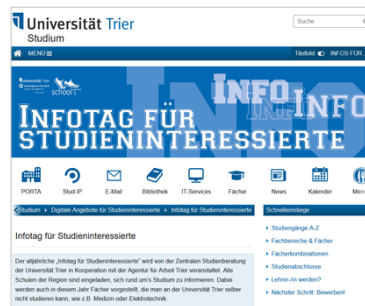 Universität Trier
Studium
Suche
MENÜ
Titelbild
INFOS FÜR
Universität Trier
school's
INFO INFO
INFOTAG FÜR
STUDIENINTERESSIERTE
PORTA
Stud.IP
E-Mail
Bibliothek
IT-Services
Fächer
News
Kalender
Mens
Studium › Digitale Angebote für Studieninteressierte › Infotag für Studieninteressierte
Schnelleinstiege
Infotag für Studieninteressierte
Der alljährliche „Infotag für Studieninteressierte" wird von der Zentralen Studienberatung
der Universität Trier in Kooperation mit der Agentur für Arbeit Trier veranstaltet. Alle
Schulen der Region sind eingeladen, sich rund um's Studium zu informieren. Dabei
werden auch in diesem Jahr Fächer vorgestellt, die man an der Universität Trier selber
nicht studieren kann, wie z.B. Medizin oder Elektrotechnik.
Studiengänge A-Z
Fachbereiche & Fächer
Fächerkombinationen
Studienabschlüsse
Lehrer-/in werden?
Nächster Schritt: Bewerben!